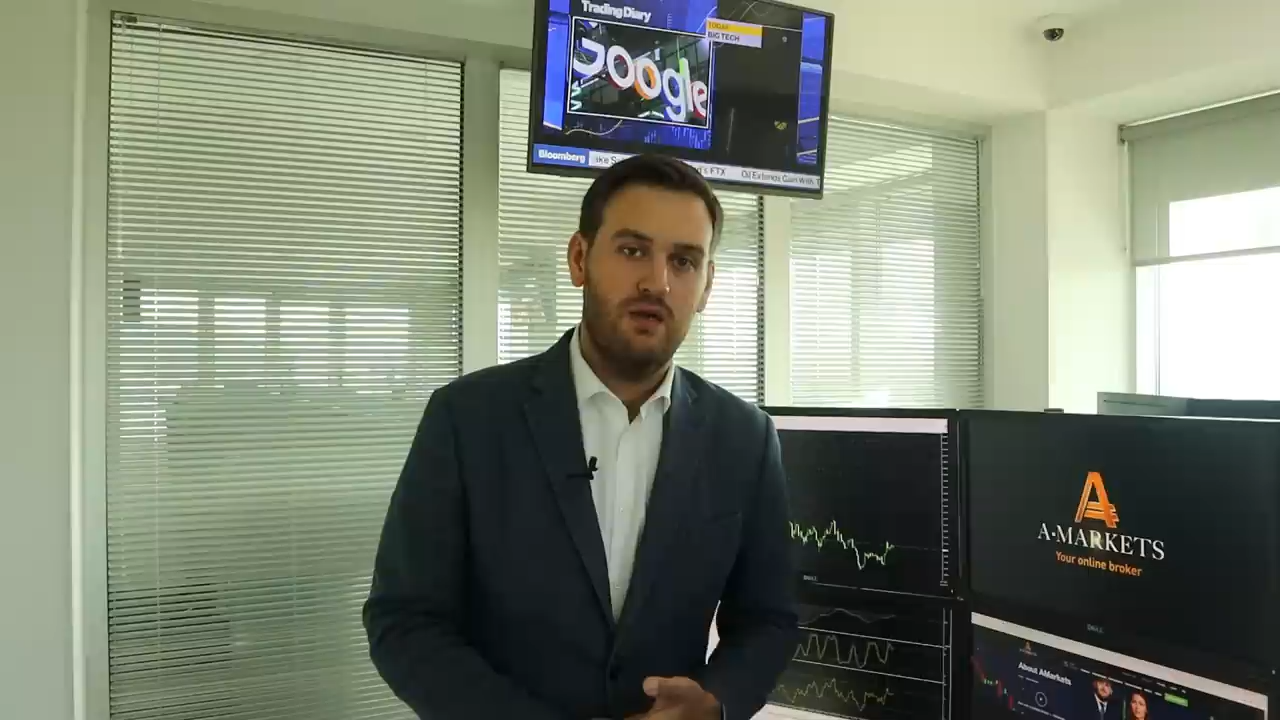 Trading Diary
TODAY
BIG TECH
Google
Bloomberg
FTX
Oil Extends Gain With T
A·MARKETS
Your online broker
DELL
DELL
About AMarkets